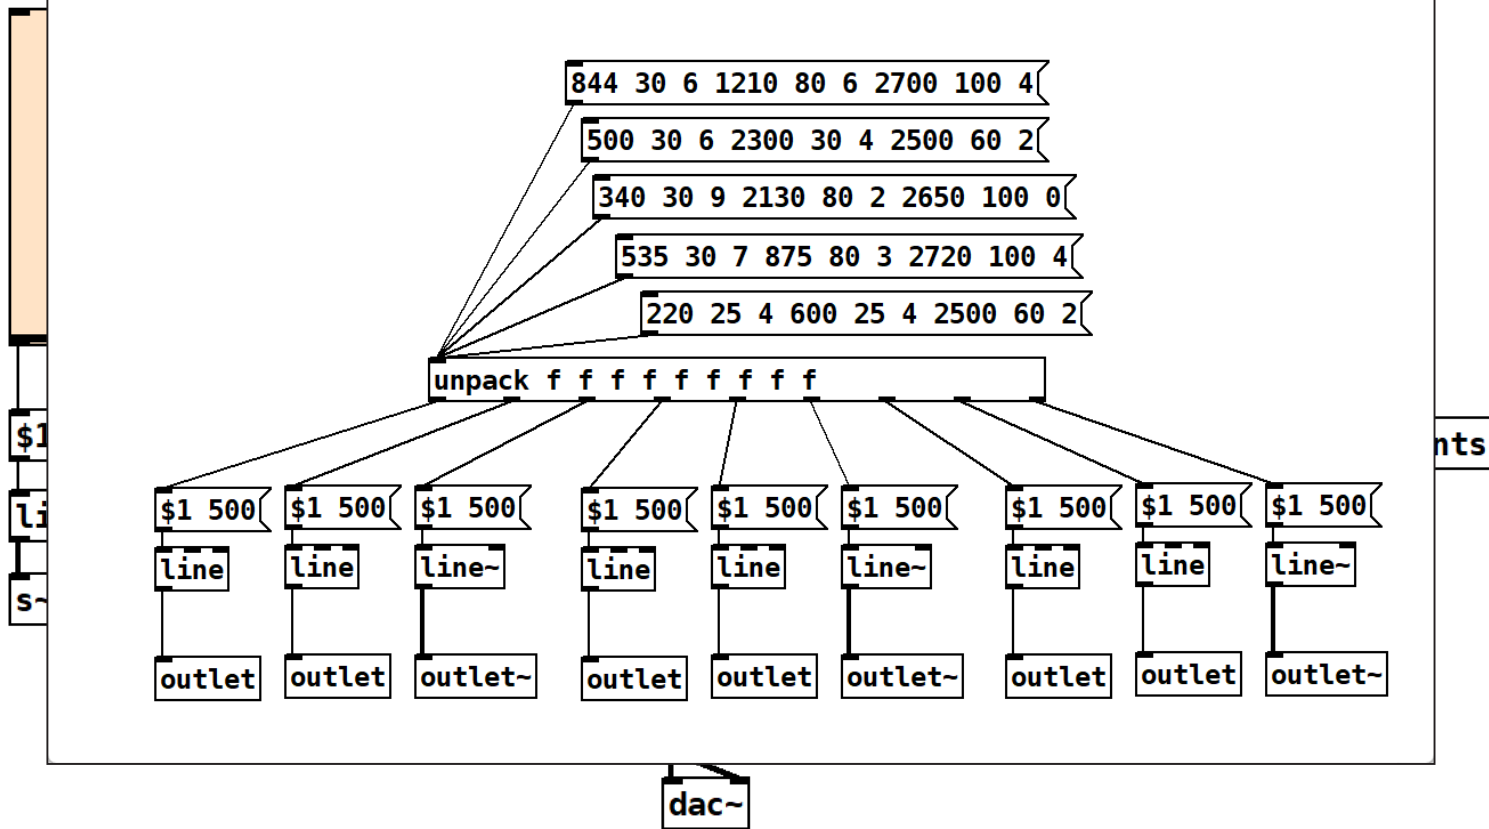 844 30 6 1210 80 6 2700 100 4
500 30 6 2300 30 4 2500 60 2
340 30 9 2130 80 2 2650 100 0
535 30 7 875 80 3 2720 100 4
220 25 4 600 25 4 2500 60 2
unpack f f f f f f f f f
$1
nts
$1 500 $1 500 $1 500 $1 500 $1 500 $1 500 $1 500 $1 500 $1 500
li
line line line~ line line line~ line line line~
s~
outlet outlet outlet~ outlet outlet outlet~ outlet outlet outlet~
dac~